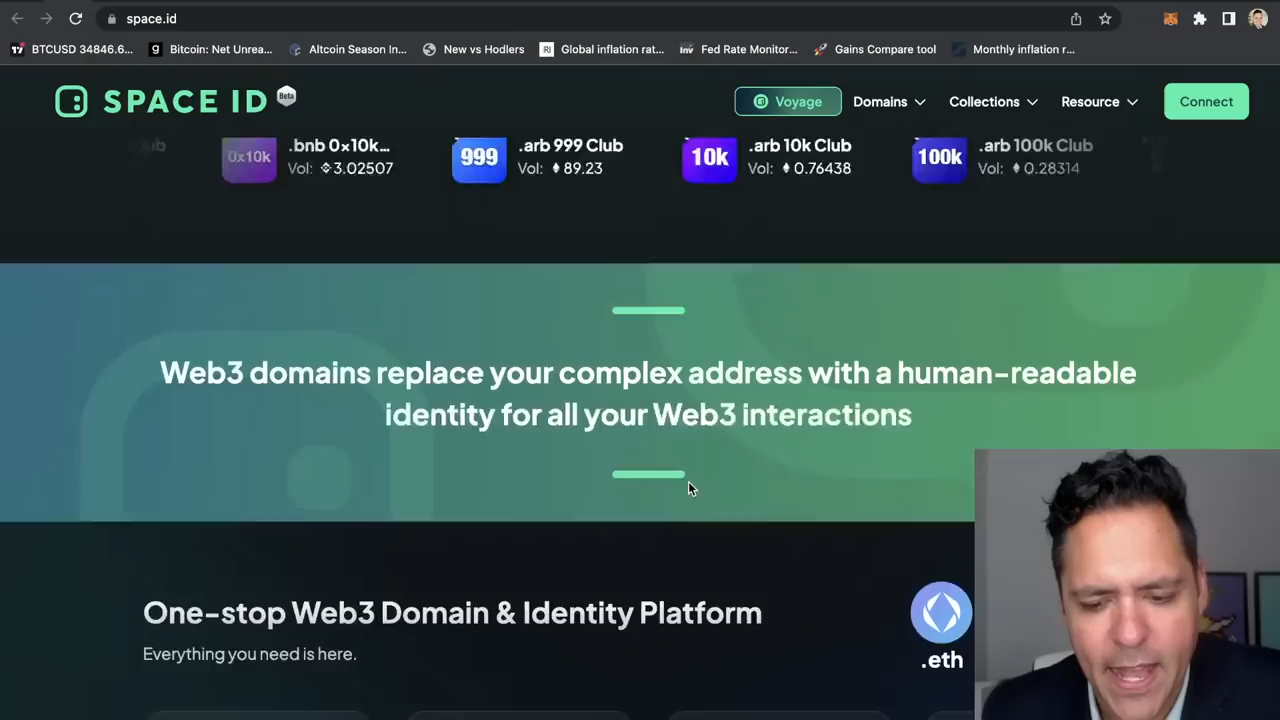 space.id
BTCUSD 34846.6...
Bitcoin: Net Unrea...
Altcoin Season In...
New vs Hodlers
Global inflation rat...
Fed Rate Monitor...
Gains Compare tool
Monthly inflation r...
SPACE ID Beta
Voyage
Domains
Collections
Resource
Connect
ub
0x10k
.bnb 0x10k...
Vol: 3.02507
999
.arb 999 Club
Vol: 89.23
10k
.arb 10k Club
Vol: 0.76438
100k
.arb 100k Club
Vol: 0.28314
Web3 domains replace your complex address with a human-readable
identity for all your Web3 interactions
One-stop Web3 Domain & Identity Platform
Everything you need is here.
.eth